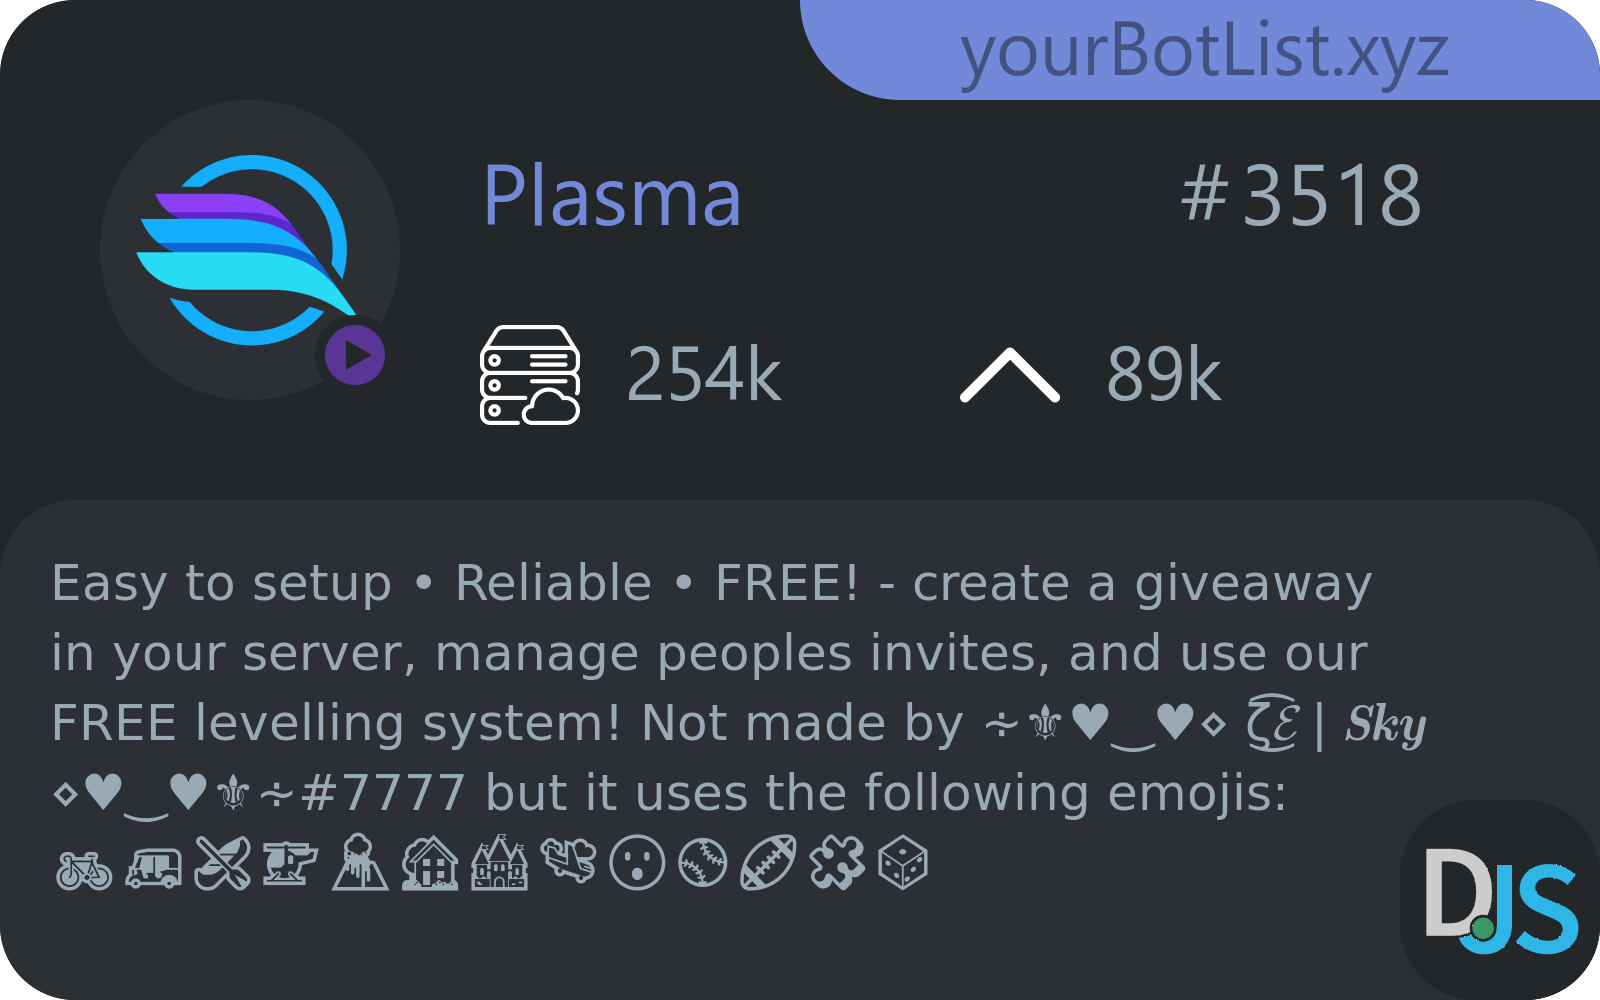 yourBotList.xyz
Plasma #3518
254k 89k
Easy to setup • Reliable • FREE! - create a giveaway
in your server, manage peoples invites, and use our
FREE levelling system! Not made by ∻⚜♥‿♥⋄ ζ͜͡ℰ | 𝑺𝒌𝒚
⋄♥‿♥⚜∻#7777 but it uses the following emojis:
🚲🛺🛶🚁🌋🏡🏰🛩😮⚾🏈🧩🎲
DJS